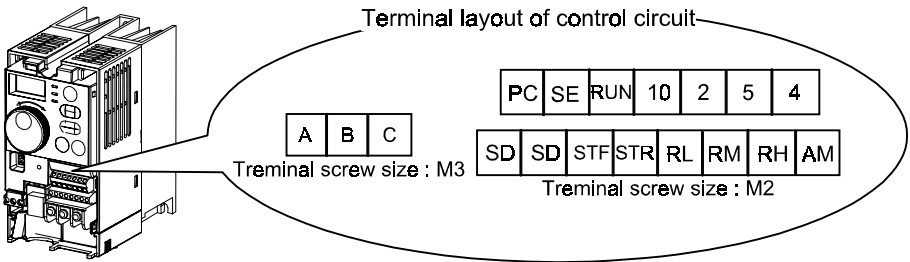 Terminal layout of control circuit
PC SE RUN 10 2 5 4
A B C
Treminal screw size : M3
SD SD STF STR RL RM RH AM
Treminal screw size : M2